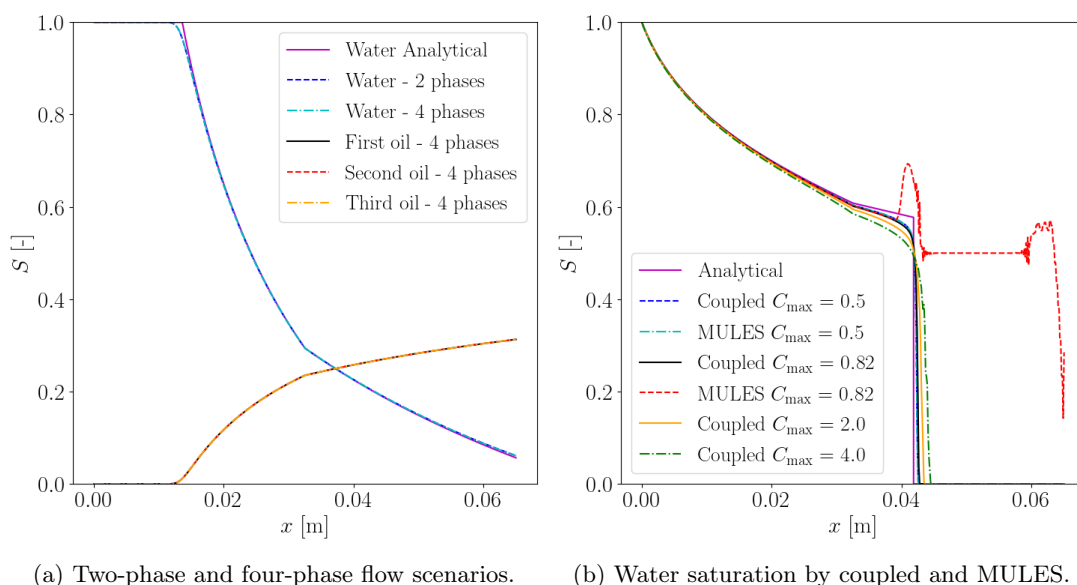 1.0
0.8
0.6
0.4
0.2
0.0
S [-]
0.00 0.02 0.04 0.06
x [m]
Water Analytical
Water - 2 phases
Water - 4 phases
First oil - 4 phases
Second oil - 4 phases
Third oil - 4 phases
(a) Two-phase and four-phase flow scenarios.
1.0
0.8
0.6
0.4
0.2
0.0
S [-]
0.00 0.02 0.04 0.06
x [m]
Analytical
Coupled C_max = 0.5
MULES C_max = 0.5
Coupled C_max = 0.82
MULES C_max = 0.82
Coupled C_max = 2.0
Coupled C_max = 4.0
(b) Water saturation by coupled and MULES.